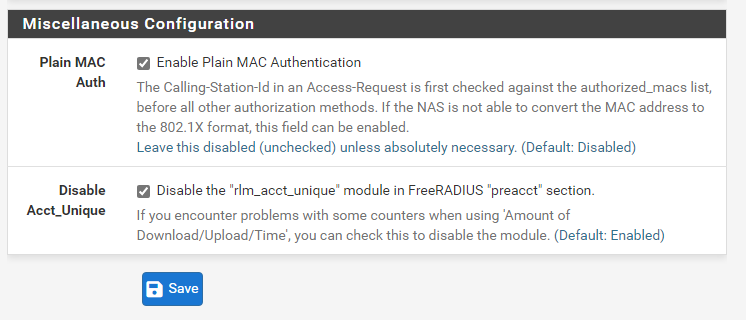 Miscellaneous Configuration
Plain MAC Auth
Enable Plain MAC Authentication
The Calling-Station-Id in an Access-Request is first checked against the authorized_macs list,
before all other authorization methods. If the NAS is not able to convert the MAC address to
the 802.1X format, this field can be enabled.
Leave this disabled (unchecked) unless absolutely necessary. (Default: Disabled)
Disable Acct_Unique
Disable the "rlm_acct_unique" module in FreeRADIUS "preacct" section.
If you encounter problems with some counters when using 'Amount of
Download/Upload/Time', you can check this to disable the module. (Default: Enabled)
Save